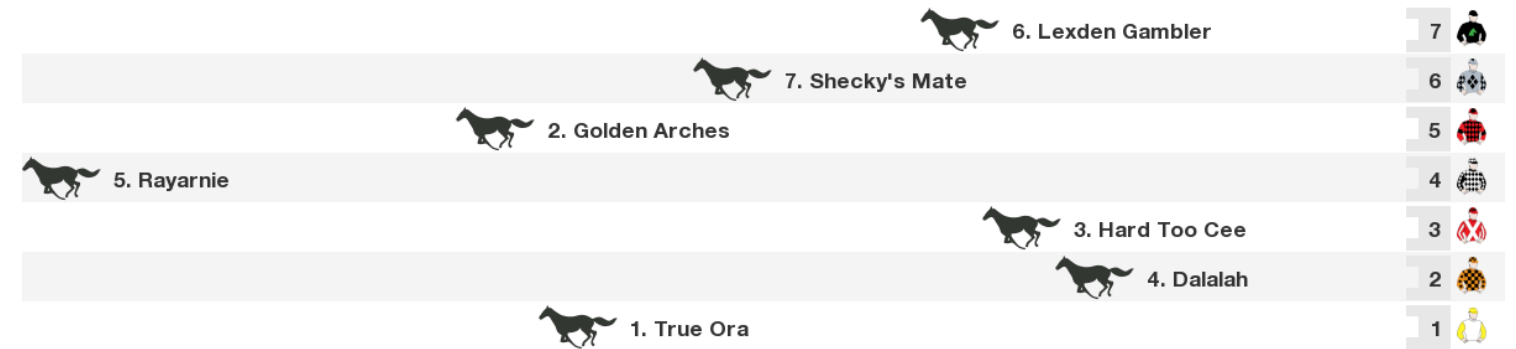 6. Lexden Gambler 7
7. Shecky's Mate 6
2. Golden Arches 5
5. Rayarnie 4
3. Hard Too Cee 3
4. Dalalah 2
1. True Ora 1